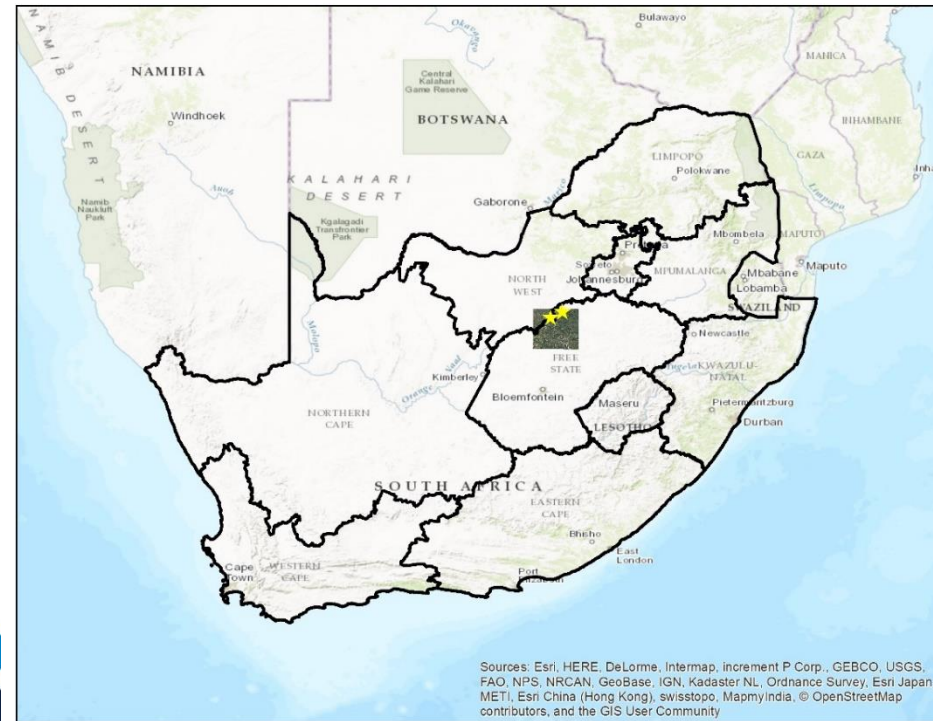 Bulawayo
Okavango
NAMIBIA
MANICA
NAMIB DESERT
Central
Kalahari
Game Reserve
Windhoek
BOTSWANA
INHAMBANE
LIMPOPO
GAZA
Polokwane
KALAHARI
DESERT
Auob
Marico
Limpopo
Namib
Naukluft
Park
Gaborone
Kgalagadi
Transfrontier
Park
Mbombela
MAPUTO
Soweto
Johannesburg
MPUMALANGA
Maputo
Mbabane
Lobamba
NORTH
WEST
SWAZILAND
Molopo
Newcastle
FREE
STATE
KWAZULU-
NATAL
Kimberley
Orange
Vaal
Bloemfontein
Maseru
Pietermaritzburg
LESOTHO
Durban
NORTHERN
CAPE
SOUTH AFRICA
EASTERN
CAPE
Bhisho
East
London
Cape
Town
WESTERN
CAPE
Port
Sources: Esri, HERE, DeLorme, Intermap, increment P Corp., GEBCO, USGS,
FAO, NPS, NRCAN, GeoBase, IGN, Kadaster NL, Ordnance Survey, Esri Japan,
METI, Esri China (Hong Kong), swisstopo, MapmyIndia, © OpenStreetMap
contributors, and the GIS User Community